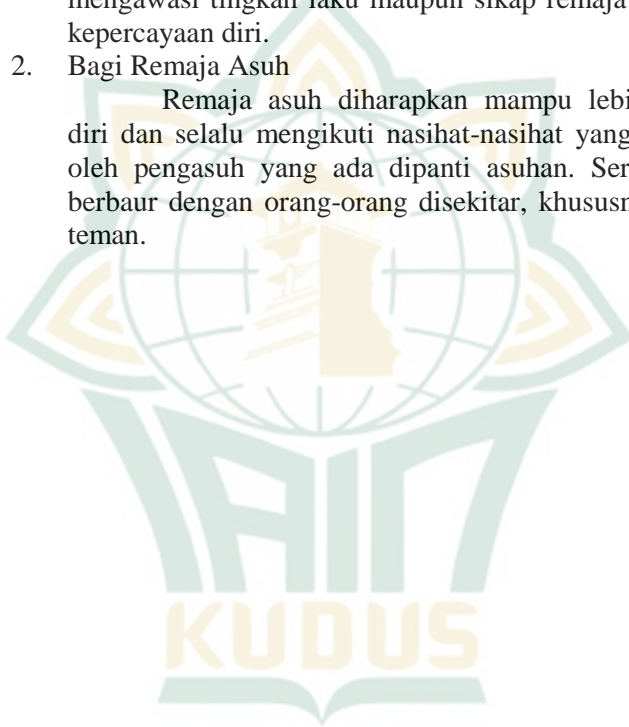 mengawasi tingkah laku maupun sikap remaja
kepercayaan diri.
2. Bagi Remaja Asuh
Remaja asuh diharapkan mampu lebi
diri dan selalu mengikuti nasihat-nasihat yang
oleh pengasuh yang ada dipanti asuhan. Ser
berbaur dengan orang-orang disekitar, khususn
teman.
IAIN
KUDUS